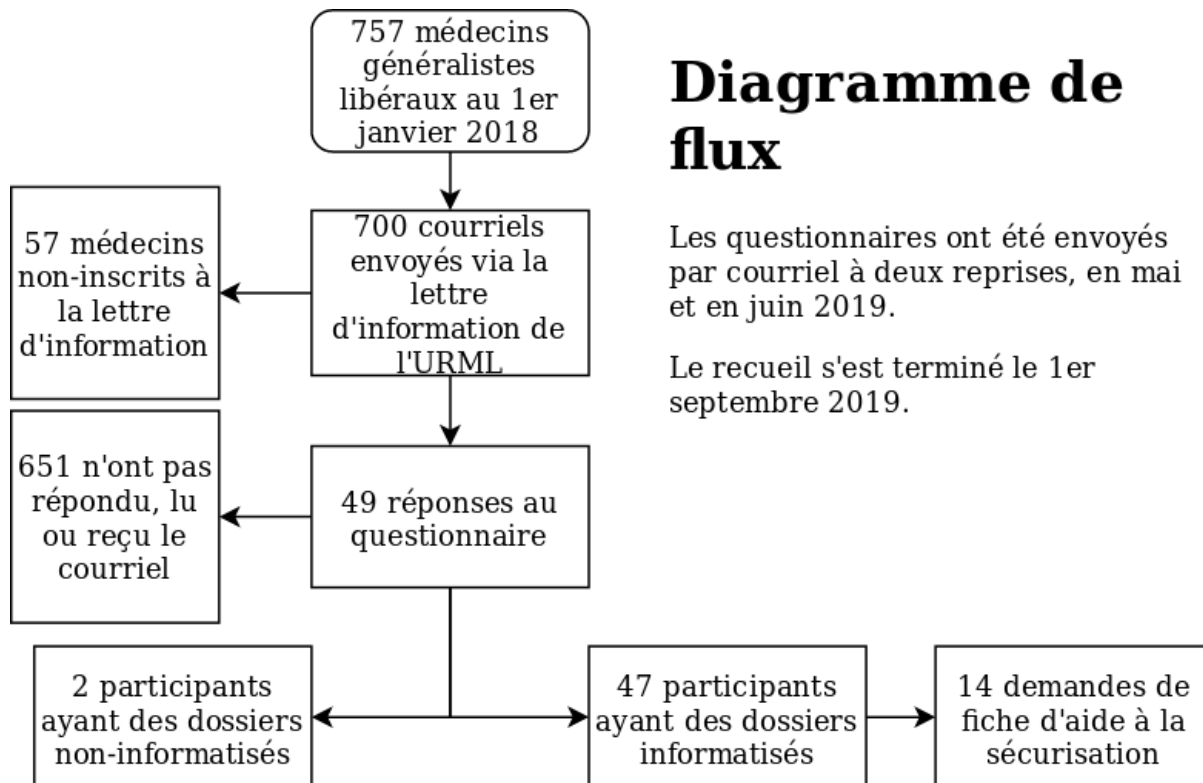 757 médecins
généralistes
libéraux au 1er
janvier 2018
Diagramme de
flux
Les questionnaires ont été envoyés
par courriel à deux reprises, en mai
et en juin 2019.
Le recueil s'est terminé le 1er
septembre 2019.
57 médecins
non-inscrits à
la lettre
d'information
700 courriels
envoyés via la
lettre
d'information de
l'URML
651 n'ont pas
répondu, lu
ou reçu le
courriel
49 réponses au
questionnaire
2 participants
ayant des dossiers
non-informatisés
47 participants
ayant des dossiers
informatisés
14 demandes de
fiche d'aide à la
sécurisation